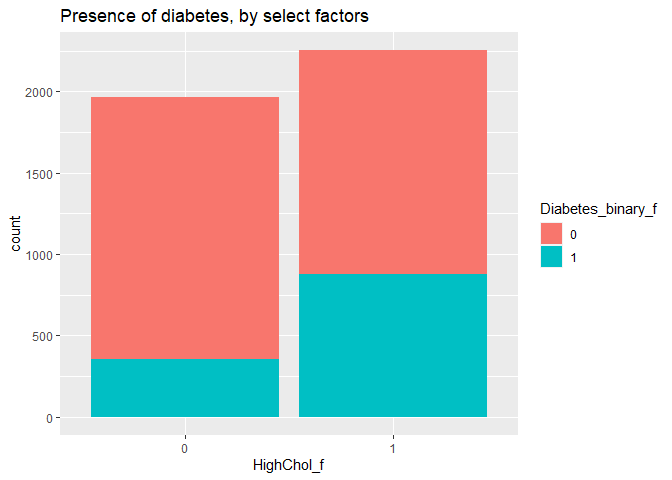 Presence of diabetes, by select factors
2000
1500
1000
500
0
count
0
1
HighChol_f
Diabetes_binary_f
0
1